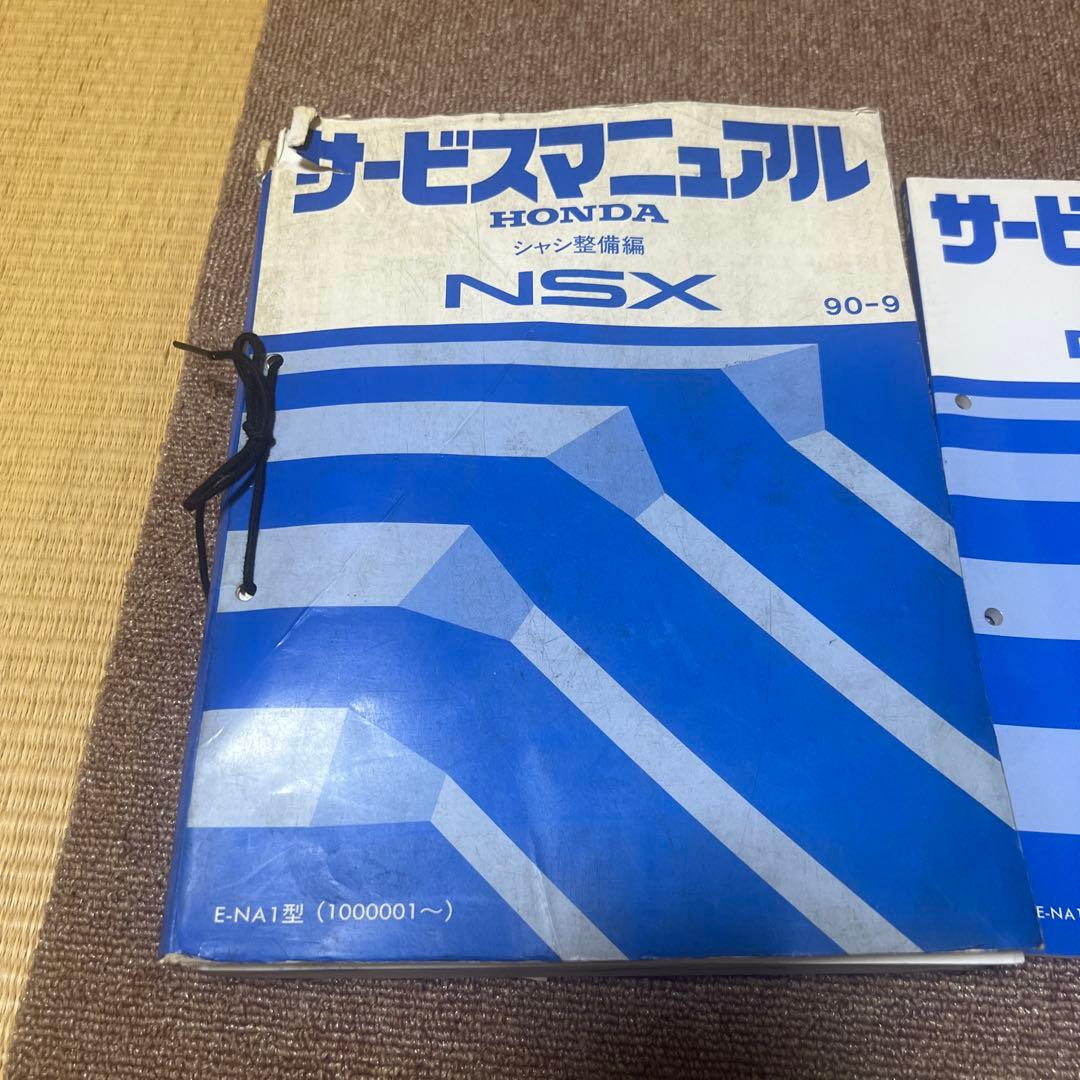 サービスマニュアル
HONDA
シャシ整備編
NSX
90-9
E-NA1型 (1000001～)
サービ
E-NA1